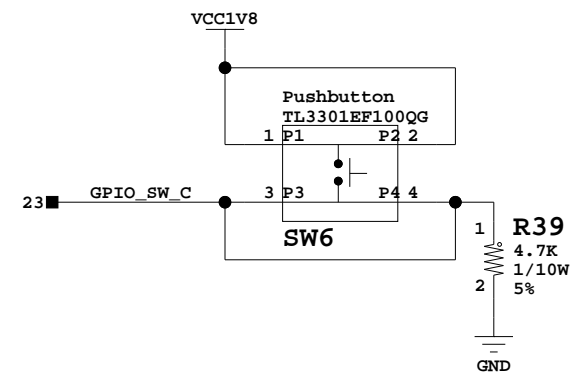 VCC1V8
Pushbutton
TL3301EF100QG
1 P1 P2 2
23 GPIO_SW_C 3 P3 P4 4
SW6
1 R39
4.7K
1/10W
2 5%
GND